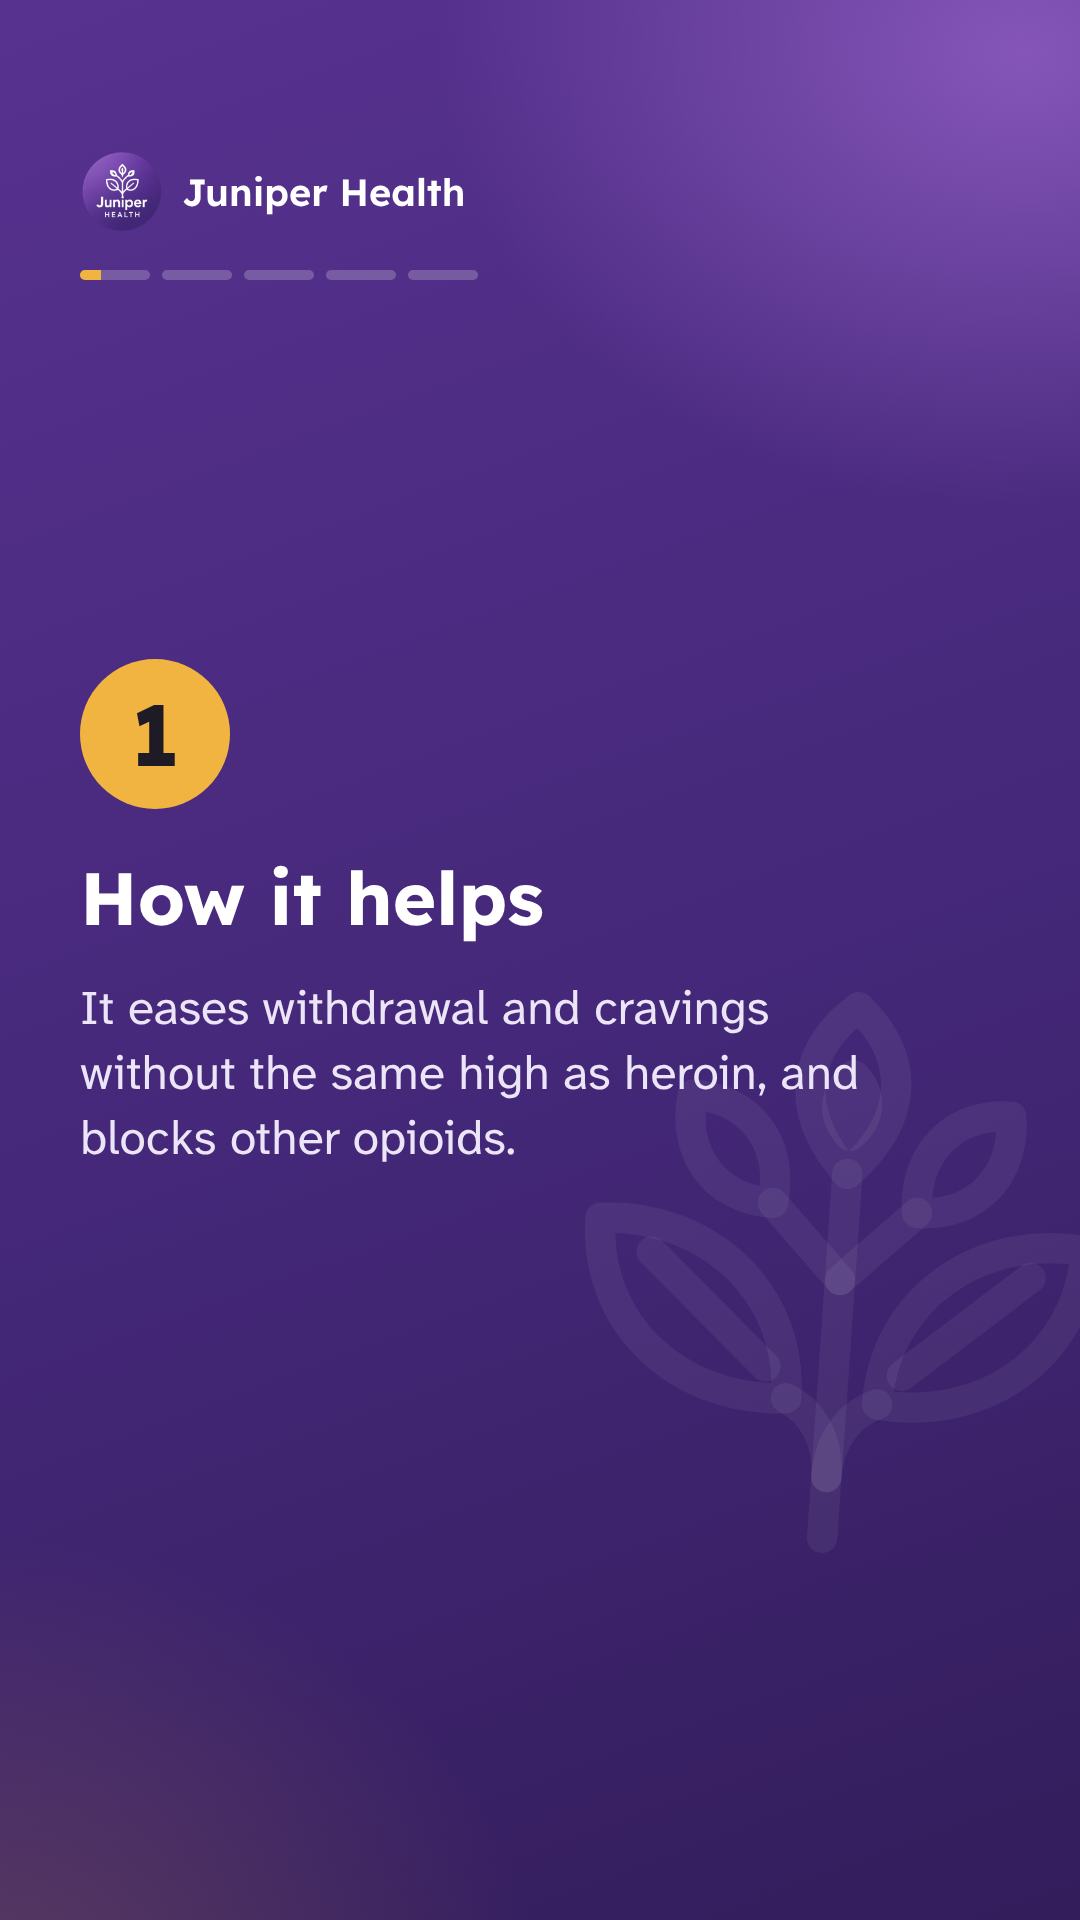 Juniper
HEALTH
Juniper Health
1
How it helps
It eases withdrawal and cravings
without the same high as heroin, and
blocks other opioids.